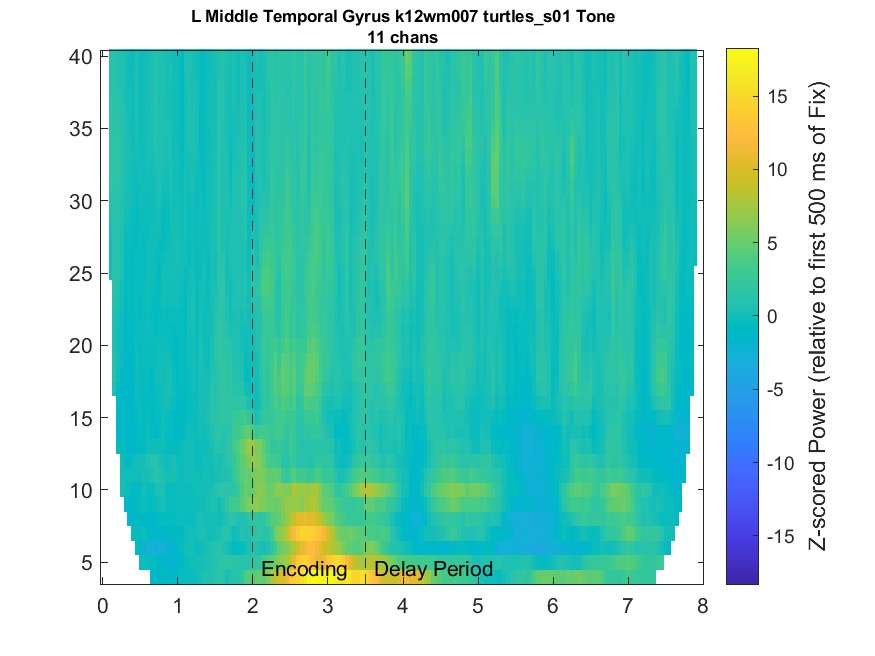 L Middle Temporal Gyrus k12wm007 turtles_s01 Tone
11 chans
40
35
30
25
20
15
10
5
Encoding
Delay Period
0 1 2 3 4 5 6 7 8
15
10
5
0
-5
-10
-15
Z-scored Power (relative to first 500 ms of Fix)